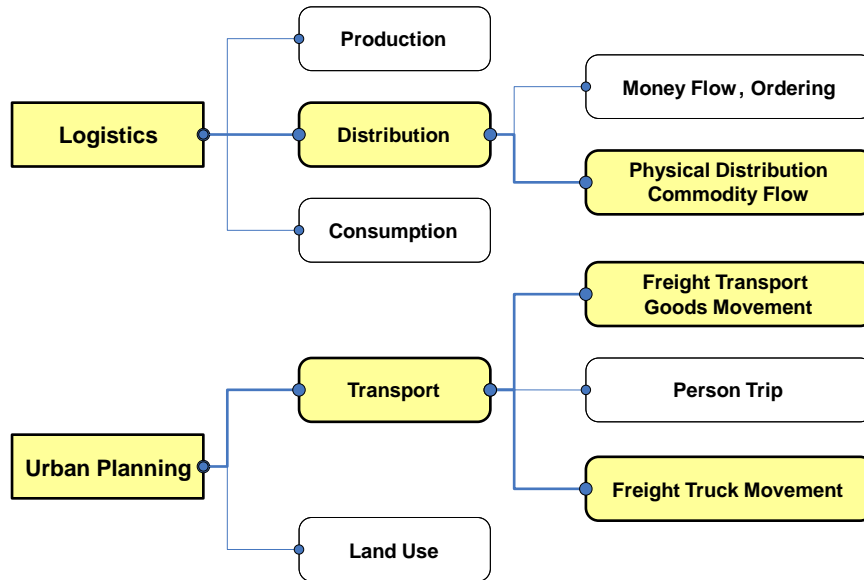 Production
Money Flow, Ordering
Logistics
Distribution
Physical Distribution
Commodity Flow
Consumption
Freight Transport
Goods Movement
Transport
Person Trip
Urban Planning
Freight Truck Movement
Land Use